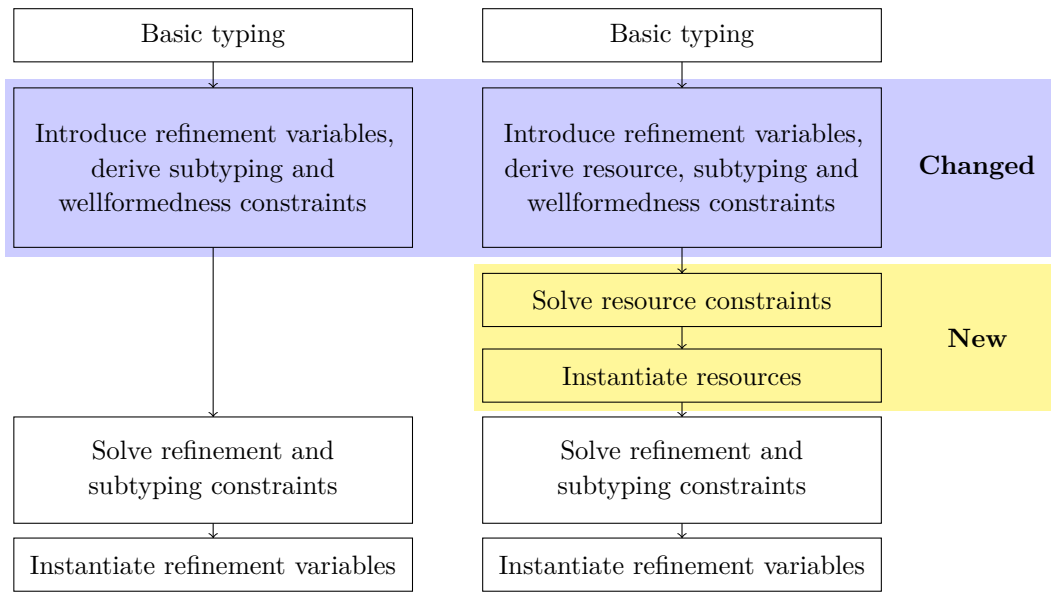 Basic typing
Basic typing
Introduce refinement variables,
derive subtyping and
wellformedness constraints
Introduce refinement variables,
derive resource, subtyping and
wellformedness constraints
Changed
Solve resource constraints
Instantiate resources
New
Solve refinement and
subtyping constraints
Solve refinement and
subtyping constraints
Instantiate refinement variables
Instantiate refinement variables